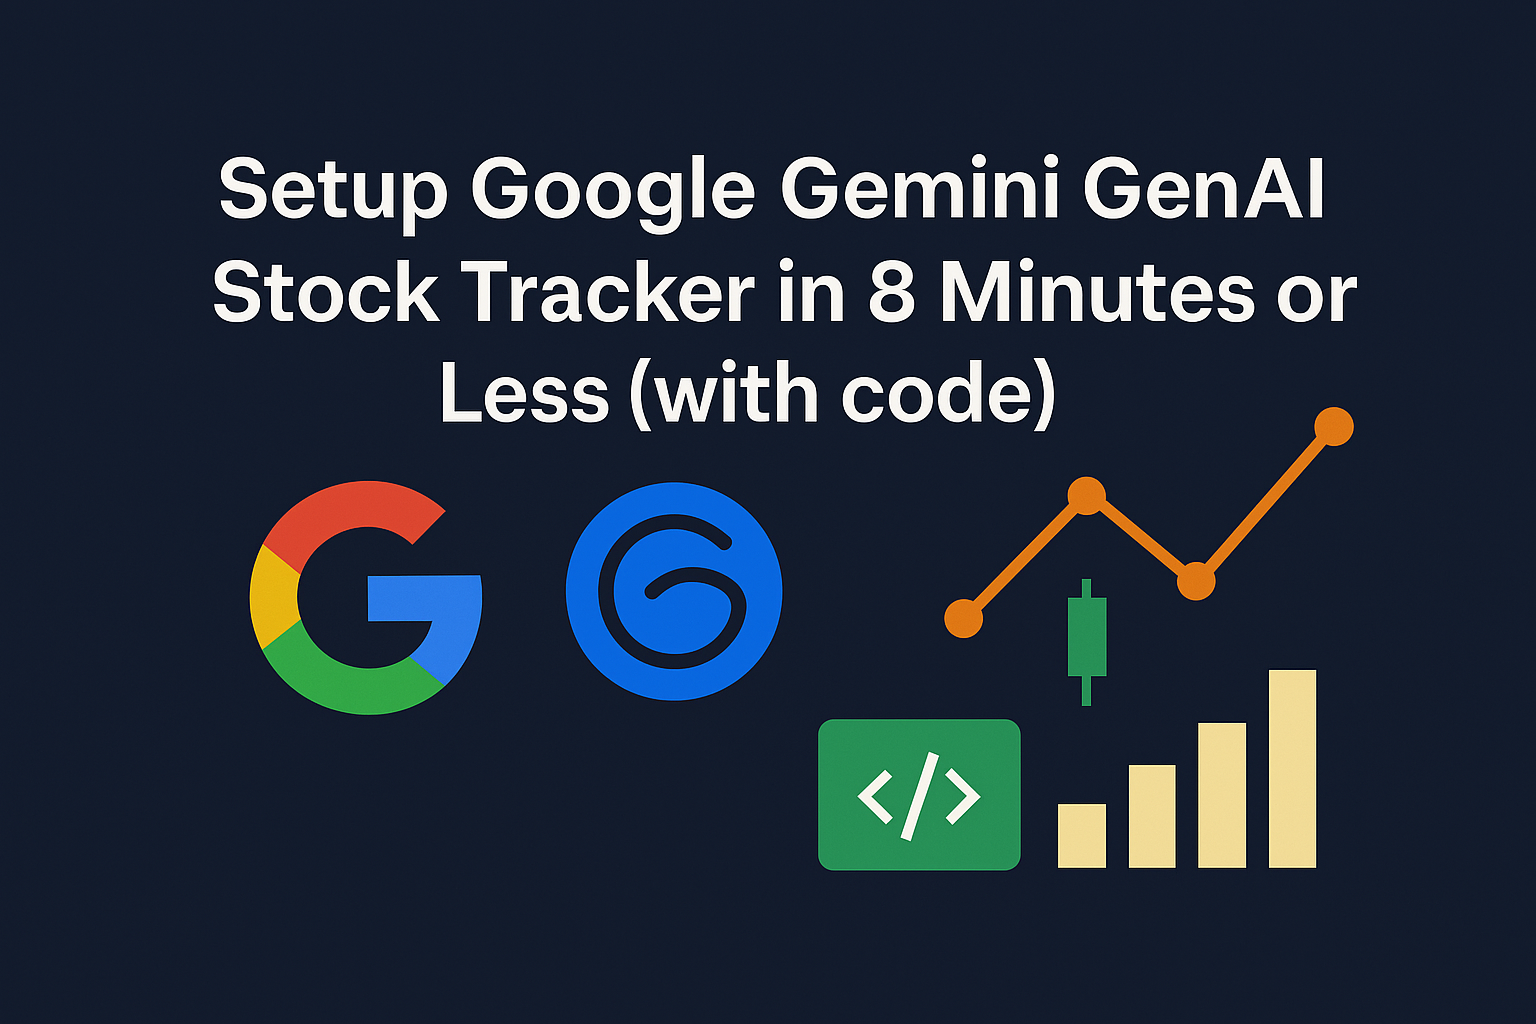 Setup Google Gemini GenAI
Stock Tracker in 8 Minutes or
Less (with code)
</>